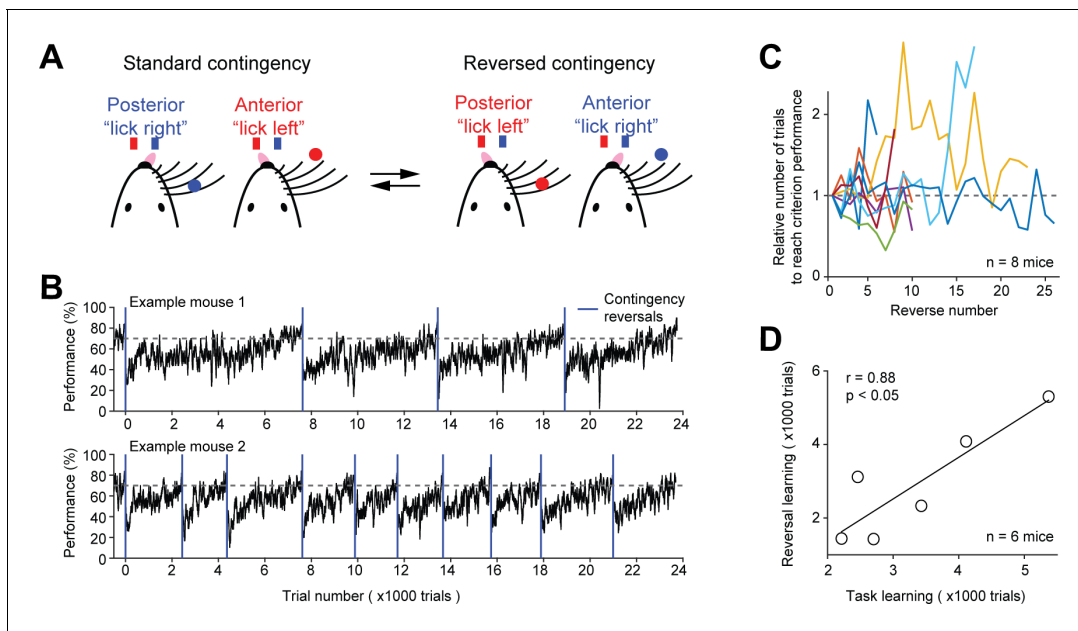 A
Standard contingency
Reversed contingency
Posterior
"lick right"
Anterior
"lick left"
Posterior
"lick left"
Anterior
"lick right"
B
Example mouse 1
Contingency
reversals
Performance (%)
100
80
60
40
20
0
0 2 4 6 8 10 12 14 16 18 20 22 24
Example mouse 2
Performance (%)
100
80
60
40
20
0
0 2 4 6 8 10 12 14 16 18 20 22 24
Trial number ( x1000 trials )
C
Relative number of trials
to reach criterion performance
2
1
0
0 5 10 15 20 25
n = 8 mice
Reverse number
D
Reversal learning ( x1000 trials)
6
4
2
r = 0.88
p < 0.05
n = 6 mice
2 3 4 5
Task learning ( x1000 trials)